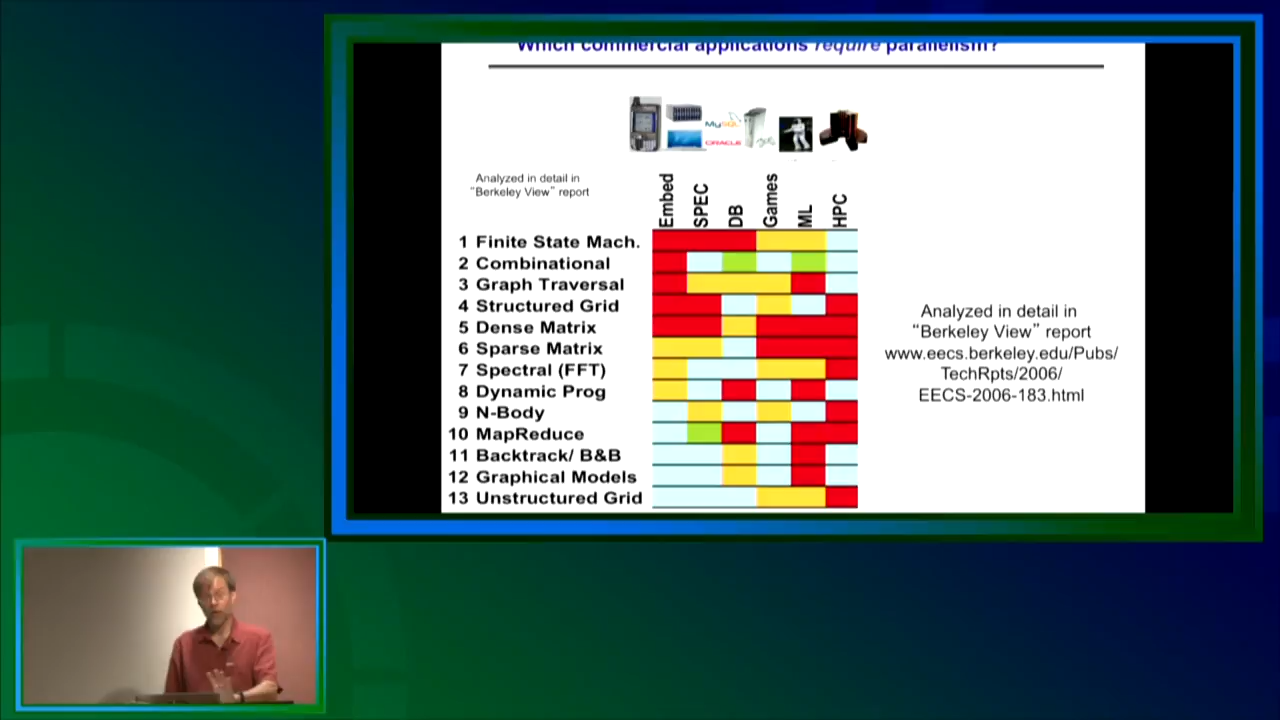 Which commercial applications require parallelism?
MySQL
ORACLE
Analyzed in detail in
“Berkeley View” report
Embed
SPEC
DB
Games
ML
HPC
1 Finite State Mach.
2 Combinational
3 Graph Traversal
4 Structured Grid
5 Dense Matrix
6 Sparse Matrix
7 Spectral (FFT)
8 Dynamic Prog
9 N-Body
10 MapReduce
11 Backtrack/ B&B
12 Graphical Models
13 Unstructured Grid
Analyzed in detail in
“Berkeley View” report
www.eecs.berkeley.edu/Pubs/
TechRpts/2006/
EECS-2006-183.html